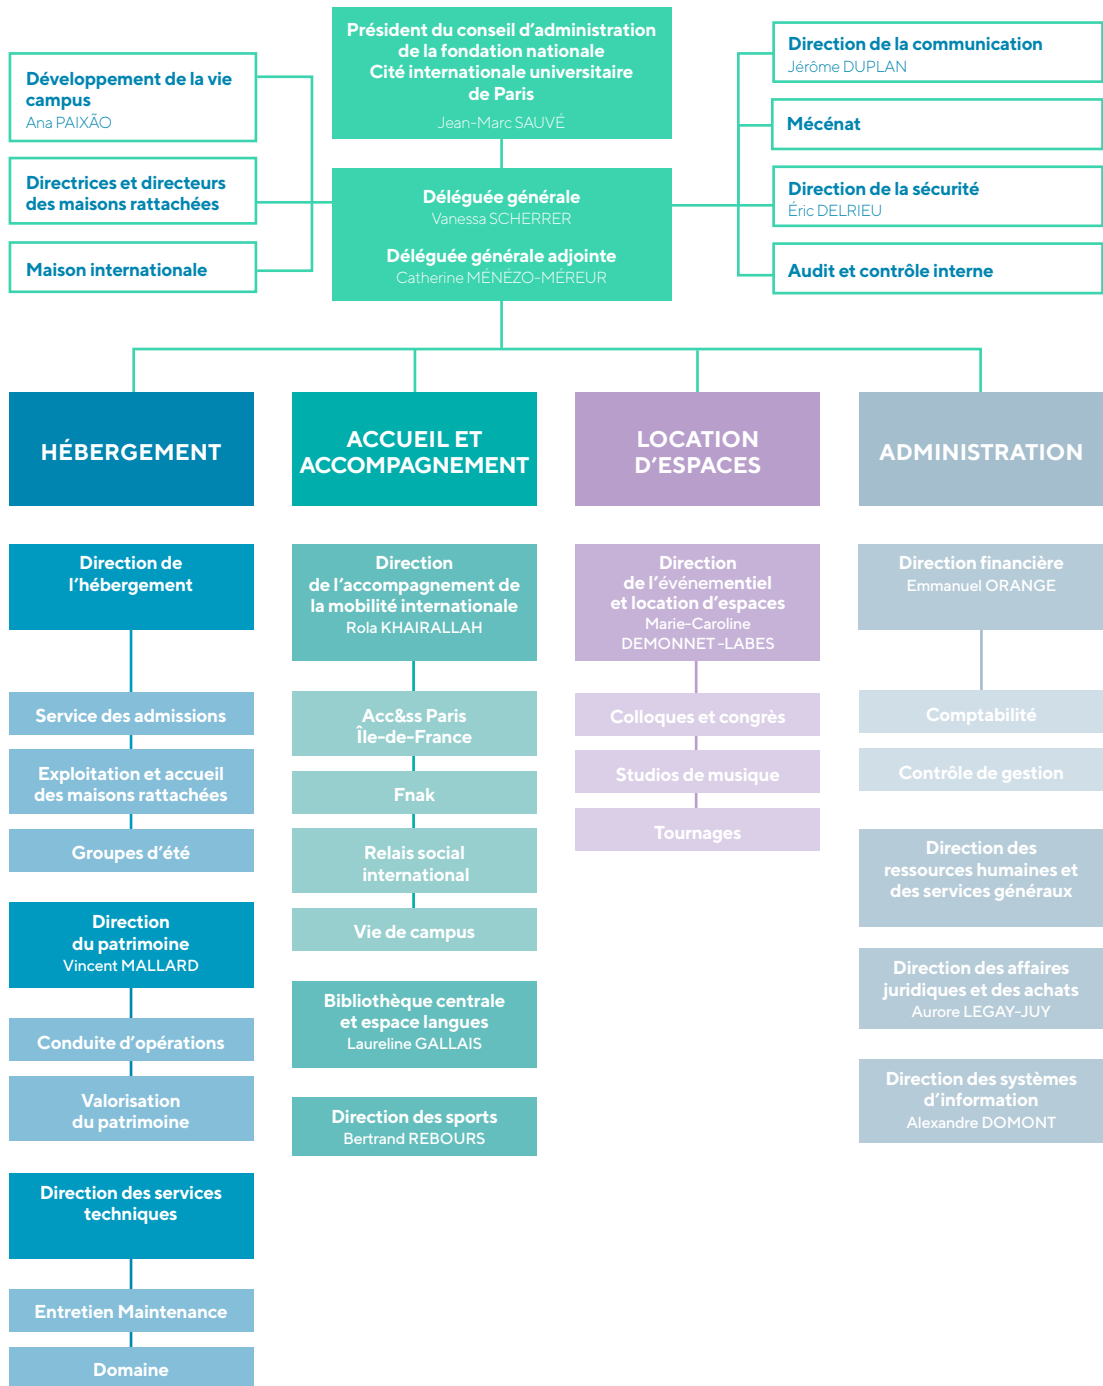 Président du conseil d'administration
de la fondation nationale
Cité internationale universitaire
de Paris
Jean-Marc SAUVÉ
Développement de la vie
campus
Ana PAIXÃO
Directrices et directeurs
des maisons rattachées
Maison internationale
Déléguée générale
Vanessa SCHERRER
Déléguée générale adjointe
Catherine MÉNÉZO-MÉREUR
Direction de la communication
Jérôme DUPLAN
Mécénat
Direction de la sécurité
Éric DELRIEU
Audit et contrôle interne
HÉBERGEMENT
Direction de
l'hébergement
Service des admissions
Exploitation et accueil
des maisons rattachées
Groupes d'été
Direction
du patrimoine
Vincent MALLARD
Conduite d'opérations
Valorisation
du patrimoine
Direction des services
techniques
Entretien Maintenance
Domaine
ACCUEIL ET
ACCOMPAGNEMENT
Direction
de l'accompagnement de
la mobilité internationale
Rola KHAIRALLAH
Acc&ss Paris
Île-de-France
Fnak
Relais social
international
Vie de campus
Bibliothèque centrale
et espace langues
Laureline GALLAIS
Direction des sports
Bertrand REBOURS
LOCATION
D'ESPACES
Direction
de l'événementiel
et location d'espaces
Marie-Caroline
DEMONNET -LABES
Colloques et congrès
Studios de musique
Tournages
ADMINISTRATION
Direction financière
Emmanuel ORANGE
Comptabilité
Contrôle de gestion
Direction des
ressources humaines et
des services généraux
Direction des affaires
juridiques et des achats
Aurore LEGAY-JUY
Direction des systèmes
d'information
Alexandre DOMONT